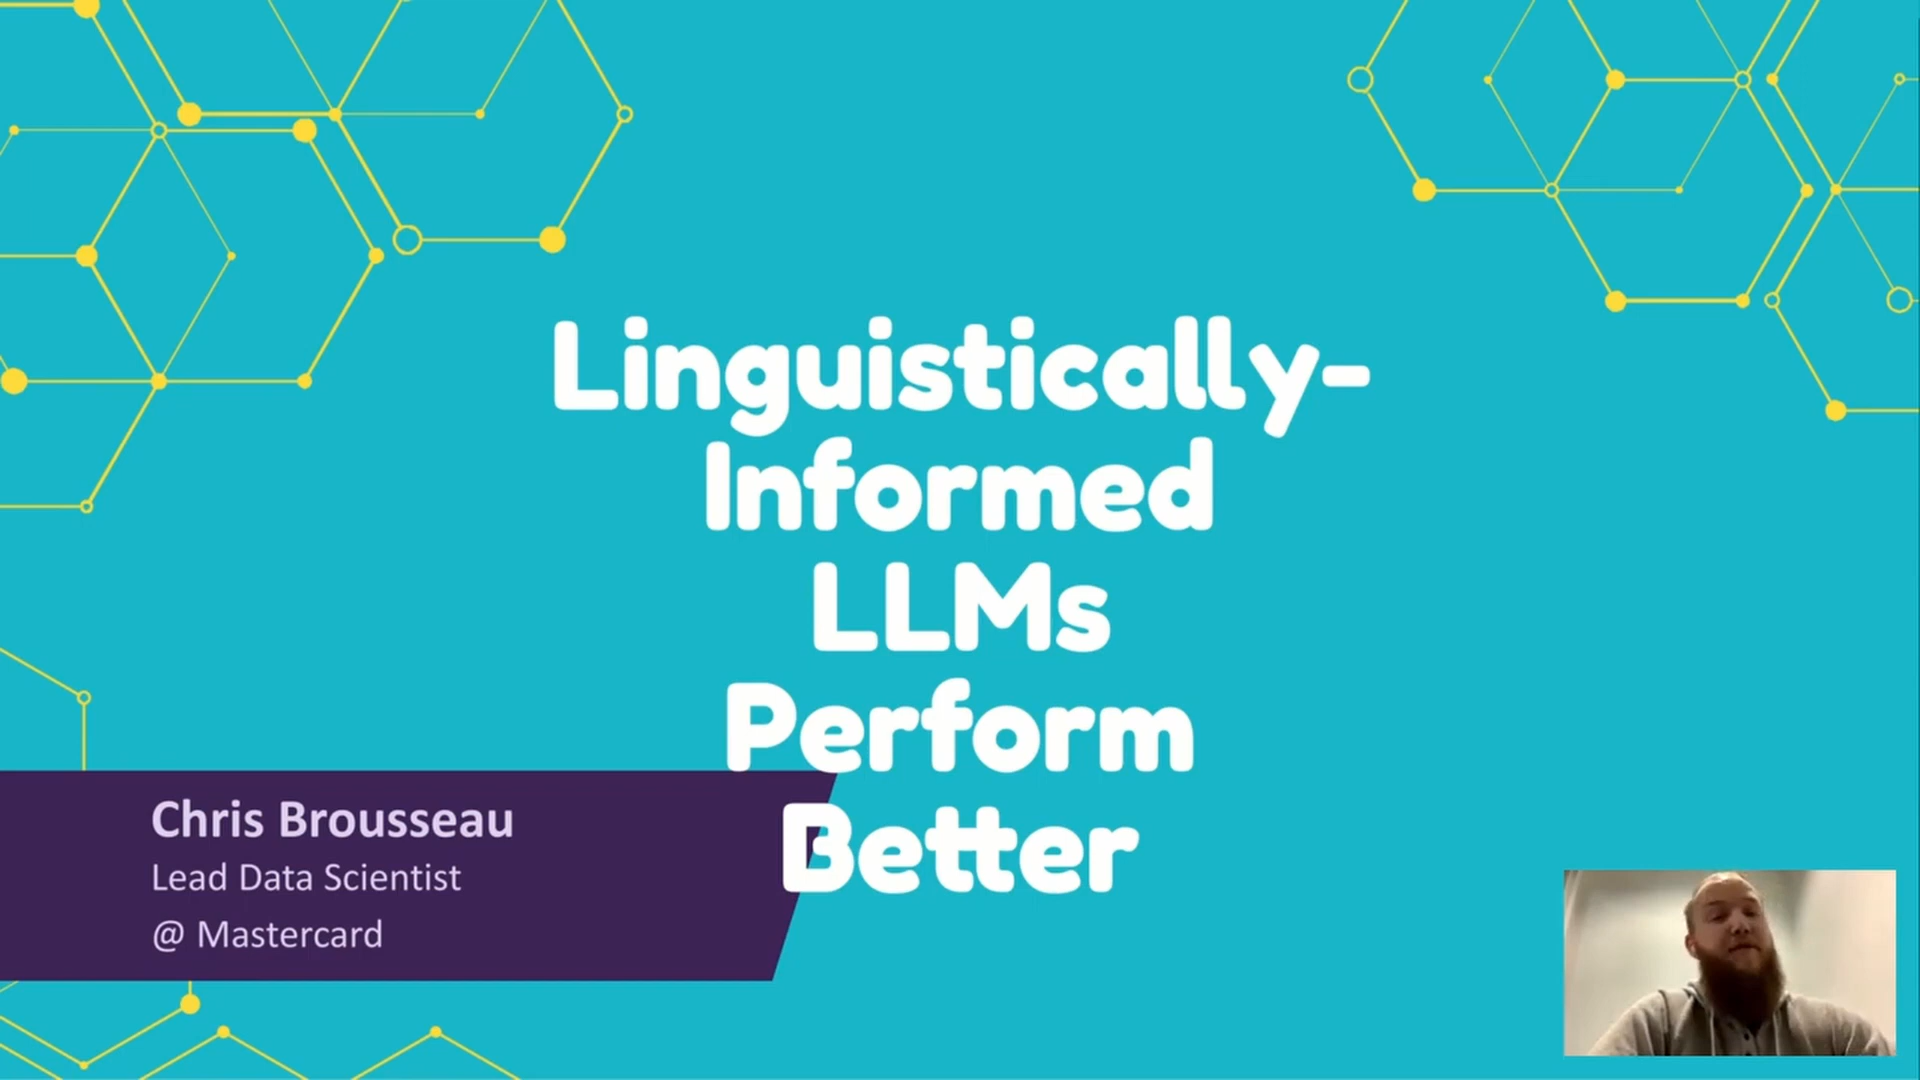 Linguistically-
Informed
LLMs
Perform
Better
Chris Brousseau
Lead Data Scientist
@ Mastercard